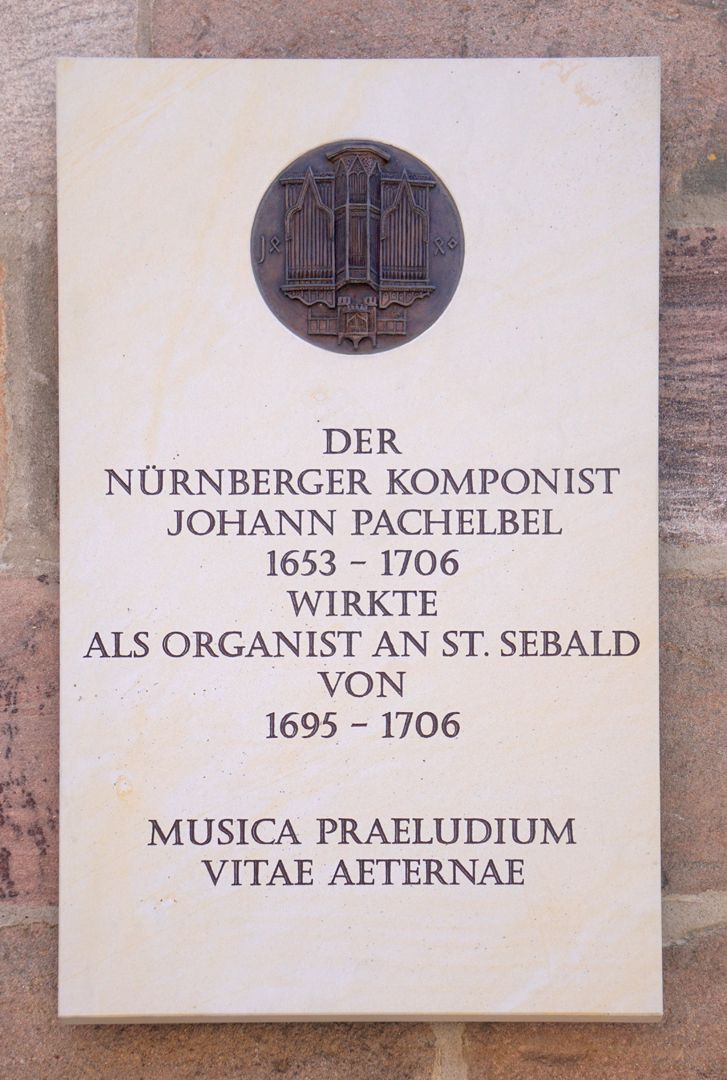 DER
NÜRNBERGER KOMPONIST
JOHANN PACHELBEL
1653 – 1706
WIRKTE
ALS ORGANIST AN ST. SEBALD
VON
1695 – 1706
MUSICA PRAELUDIUM
VITAE AETERNAE